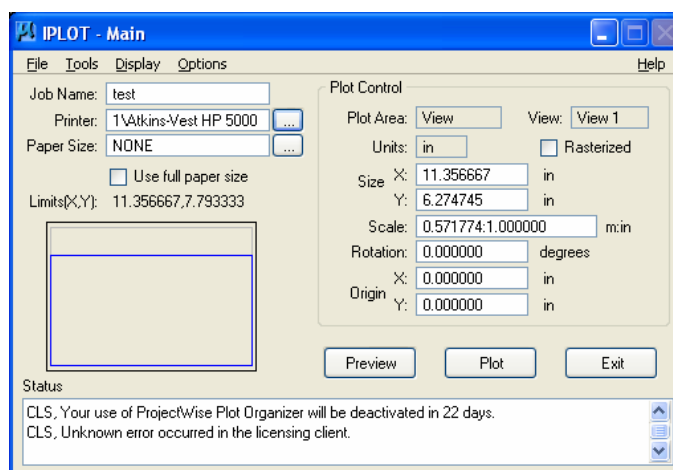 IPLOT - Main
File Tools Display Options Help
Job Name: test
Printer: 1\Atkins-Vest HP 5000 ...
Paper Size: NONE ...
Use full paper size
Limits(X,Y): 11.356667,7.793333
Plot Control
Plot Area: View View: View 1
Units: in Rasterized
Size X: 11.356667 in
Y: 6.274745 in
Scale: 0.571774:1.000000 m:in
Rotation: 0.000000 degrees
Origin X: 0.000000 in
Y: 0.000000 in
Preview Plot Exit
Status
CLS, Your use of ProjectWise Plot Organizer will be deactivated in 22 days.
CLS, Unknown error occurred in the licensing client.